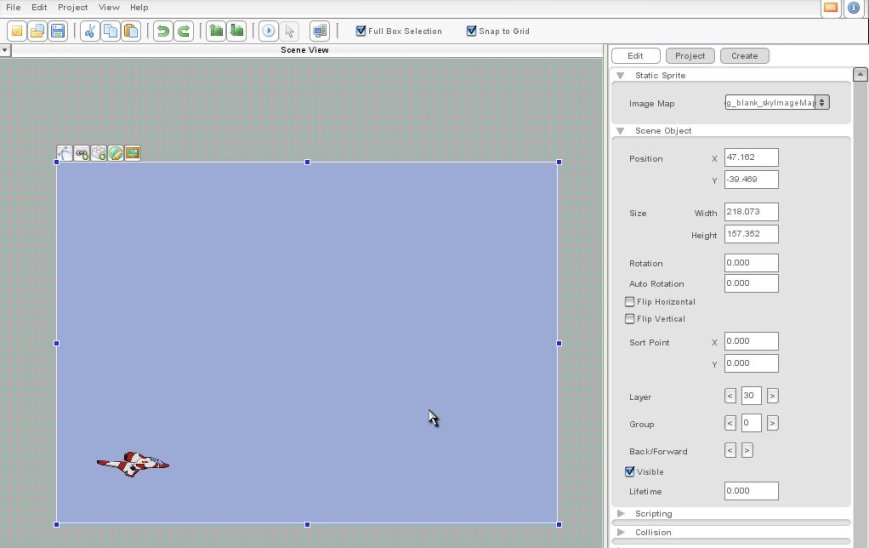 File Edit Project View Help
Full Box Selection
Snap to Grid
Scene View
Edit Project Create
Static Sprite
Image Map g_blank_skyImageMap
Scene Object
Position X 47.162
Y -39.469
Size Width 218.073
Height 157.352
Rotation 0.000
Auto Rotation 0.000
Flip Horizontal
Flip Vertical
Sort Point X 0.000
Y 0.000
Layer < 30 >
Group < 0 >
Back/Forward < >
Visible
Lifetime 0.000
Scripting
Collision